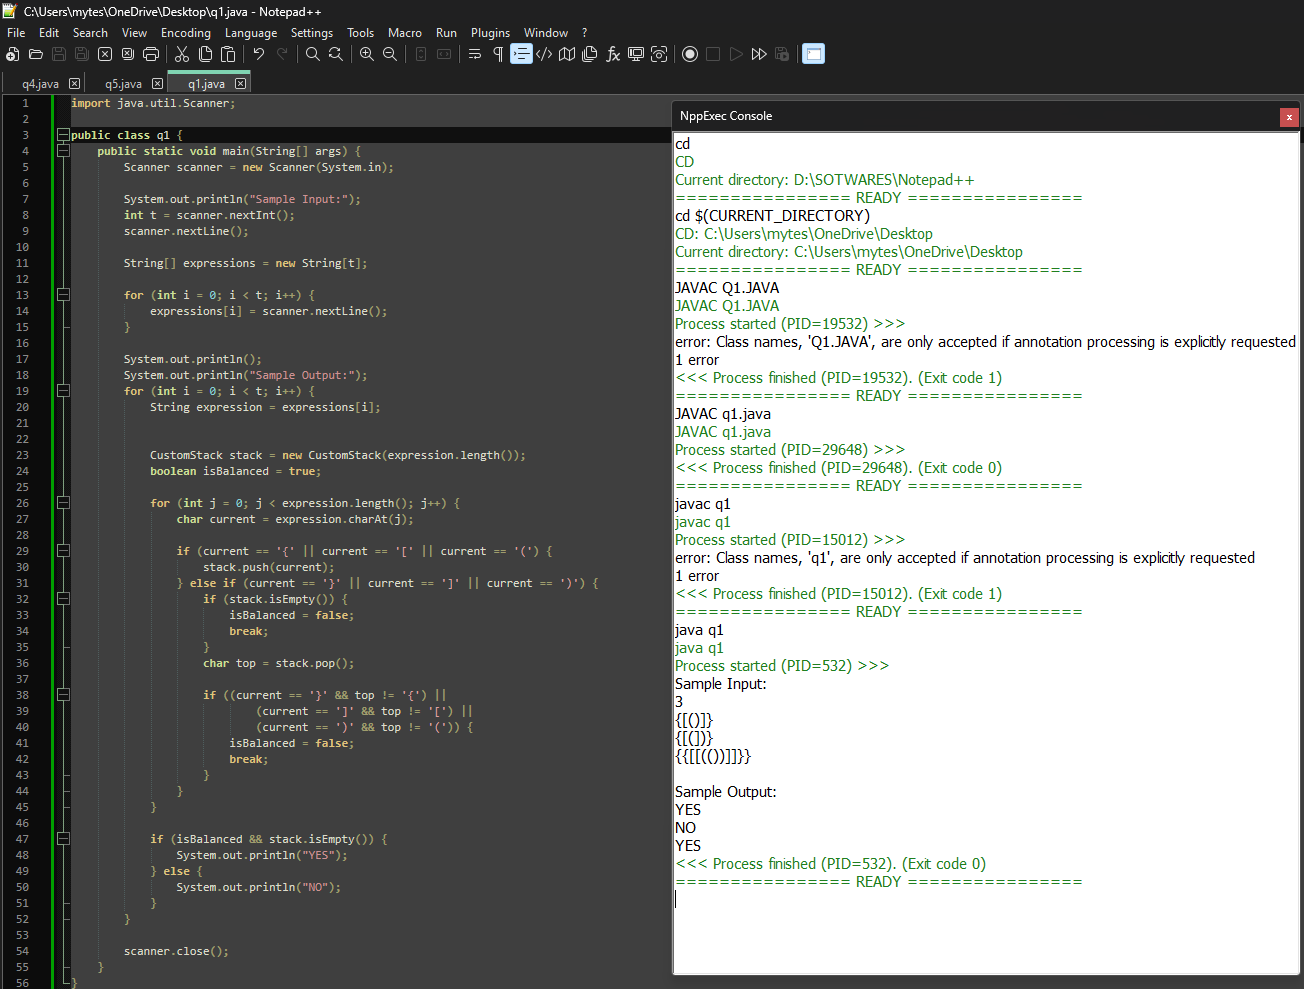 C:\Users\mytes\OneDrive\Desktop\q1.java - Notepad++
File Edit Search View Encoding Language Settings Tools Macro Run Plugins Window ?
q4.java q5.java q1.java
1 import java.util.Scanner;
2
3 public class q1 {
4 public static void main(String[] args) {
5 Scanner scanner = new Scanner(System.in);
6
7 System.out.println("Sample Input:");
8 int t = scanner.nextInt();
9 scanner.nextLine();
10
11 String[] expressions = new String[t];
12
13 for (int i = 0; i < t; i++) {
14 expressions[i] = scanner.nextLine();
15 }
16
17 System.out.println();
18 System.out.println("Sample Output:");
19 for (int i = 0; i < t; i++) {
20 String expression = expressions[i];
21
22
23 CustomStack stack = new CustomStack(expression.length());
24 boolean isBalanced = true;
25
26 for (int j = 0; j < expression.length(); j++) {
27 char current = expression.charAt(j);
28
29 if (current == '{' || current == '[' || current == '(') {
30 stack.push(current);
31 } else if (current == '}' || current == ']' || current == ')') {
32 if (stack.isEmpty()) {
33 isBalanced = false;
34 break;
35 }
36 char top = stack.pop();
37
38 if ((current == '}' && top != '{') ||
39 (current == ']' && top != '[') ||
40 (current == ')' && top != '(')) {
41 isBalanced = false;
42 break;
43 }
44 }
45 }
46
47 if (isBalanced && stack.isEmpty()) {
48 System.out.println("YES");
49 } else {
50 System.out.println("NO");
51 }
52 }
53
54 scanner.close();
55 }
56 }
NppExec Console
x
cd
CD
Current directory: D:\SOTWARES\Notepad++
================ READY ================
cd $(CURRENT_DIRECTORY)
CD: C:\Users\mytes\OneDrive\Desktop
Current directory: C:\Users\mytes\OneDrive\Desktop
================ READY ================
JAVAC Q1.JAVA
JAVAC Q1.JAVA
Process started (PID=19532) >>>
error: Class names, 'Q1.JAVA', are only accepted if annotation processing is explicitly requested
1 error
<<< Process finished (PID=19532). (Exit code 1)
================ READY ================
JAVAC q1.java
JAVAC q1.java
Process started (PID=29648) >>>
<<< Process finished (PID=29648). (Exit code 0)
================ READY ================
javac q1
javac q1
Process started (PID=15012) >>>
error: Class names, 'q1', are only accepted if annotation processing is explicitly requested
1 error
<<< Process finished (PID=15012). (Exit code 1)
================ READY ================
java q1
java q1
Process started (PID=532) >>>
Sample Input:
3
{[()]}
{[(])}
{{[[(())]]}}

Sample Output:
YES
NO
YES
<<< Process finished (PID=532). (Exit code 0)
================ READY ================